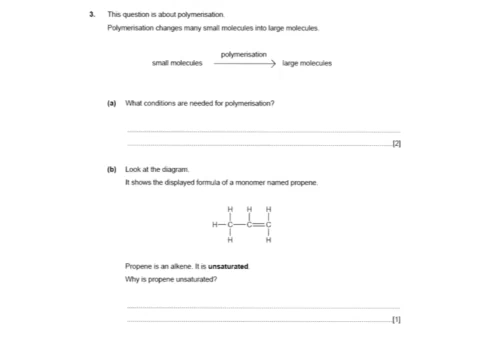 3. This question is about polymerisation.
Polymerisation changes many small molecules into large molecules.
polymerisation
small molecules → large molecules
(a) What conditions are needed for polymerisation?
[2]
(b) Look at the diagram.
It shows the displayed formula of a monomer named propene.
H H H
H—C—C=C
H H
Propene is an alkene. It is unsaturated.
Why is propene unsaturated?
[1]